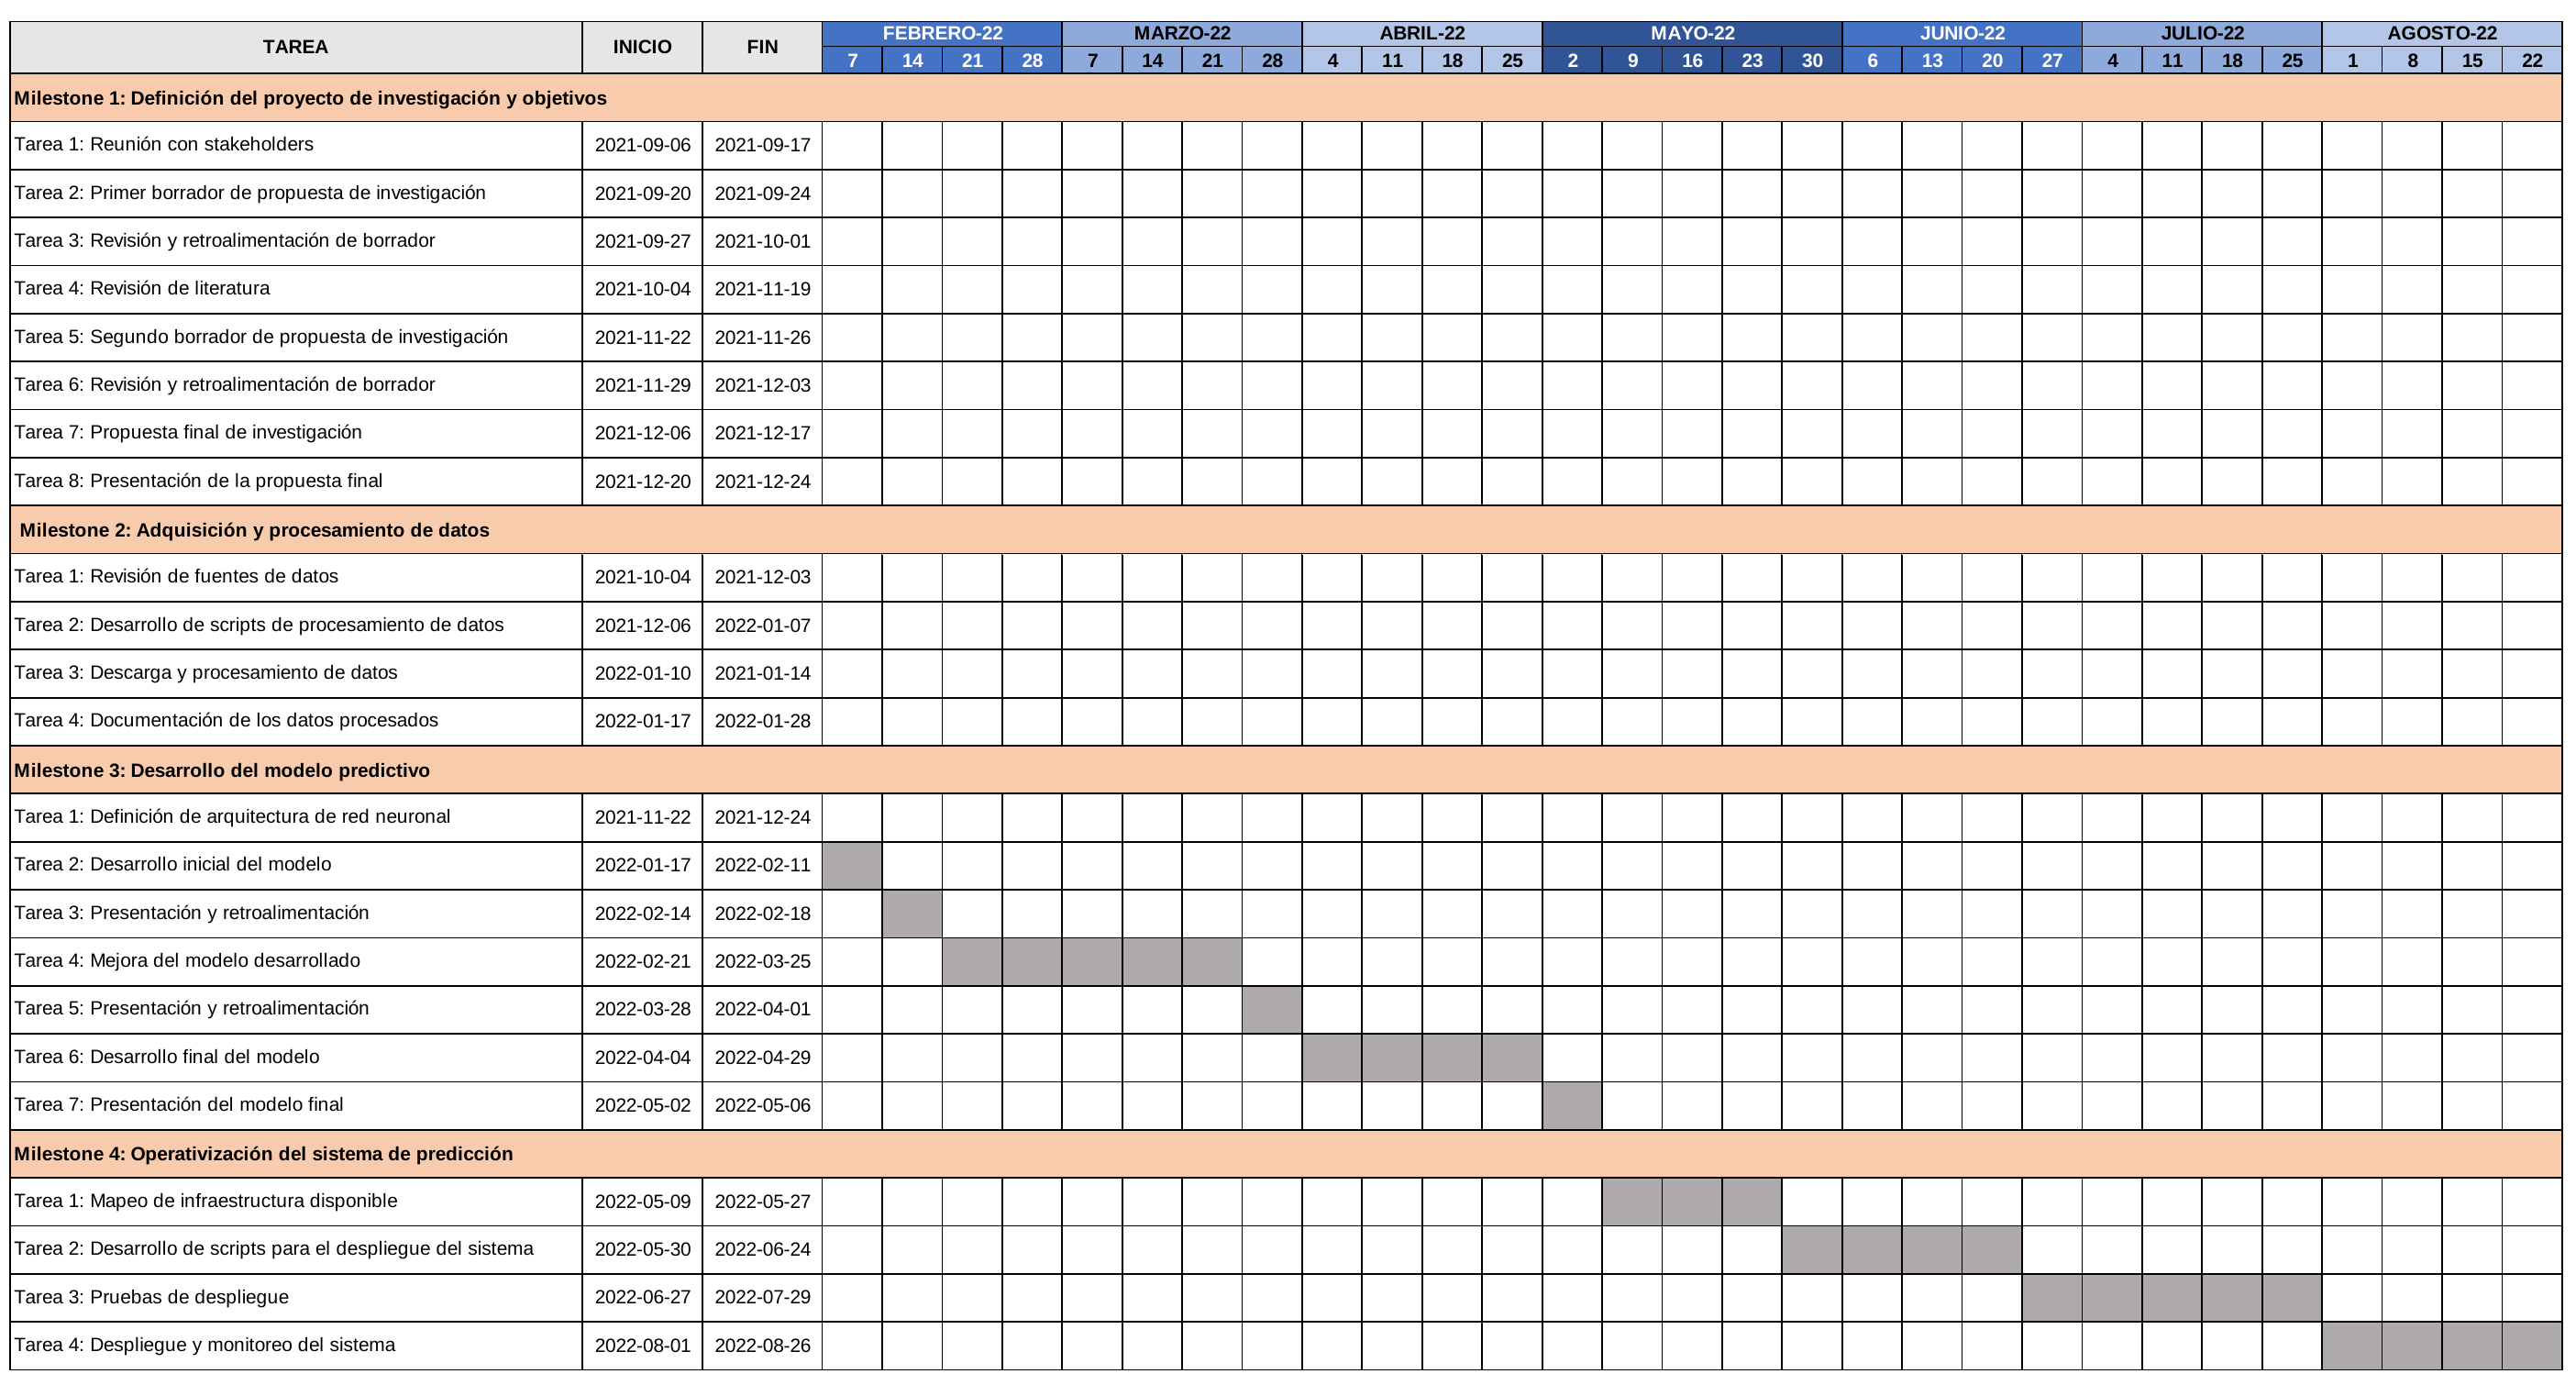 TAREA INICIO FIN FEBRERO-22 MARZO-22 ABRIL-22 MAYO-22 JUNIO-22 JULIO-22 AGOSTO-22
7 14 21 28 7 14 21 28 4 11 18 25 2 9 16 23 30 6 13 20 27 4 11 18 25 1 8 15 22
Milestone 1: Definición del proyecto de investigación y objetivos
Tarea 1: Reunión con stakeholders 2021-09-06 2021-09-17
Tarea 2: Primer borrador de propuesta de investigación 2021-09-20 2021-09-24
Tarea 3: Revisión y retroalimentación de borrador 2021-09-27 2021-10-01
Tarea 4: Revisión de literatura 2021-10-04 2021-11-19
Tarea 5: Segundo borrador de propuesta de investigación 2021-11-22 2021-11-26
Tarea 6: Revisión y retroalimentación de borrador 2021-11-29 2021-12-03
Tarea 7: Propuesta final de investigación 2021-12-06 2021-12-17
Tarea 8: Presentación de la propuesta final 2021-12-20 2021-12-24
Milestone 2: Adquisición y procesamiento de datos
Tarea 1: Revisión de fuentes de datos 2021-10-04 2021-12-03
Tarea 2: Desarrollo de scripts de procesamiento de datos 2021-12-06 2022-01-07
Tarea 3: Descarga y procesamiento de datos 2022-01-10 2021-01-14
Tarea 4: Documentación de los datos procesados 2022-01-17 2022-01-28
Milestone 3: Desarrollo del modelo predictivo
Tarea 1: Definición de arquitectura de red neuronal 2021-11-22 2021-12-24
Tarea 2: Desarrollo inicial del modelo 2022-01-17 2022-02-11
Tarea 3: Presentación y retroalimentación 2022-02-14 2022-02-18
Tarea 4: Mejora del modelo desarrollado 2022-02-21 2022-03-25
Tarea 5: Presentación y retroalimentación 2022-03-28 2022-04-01
Tarea 6: Desarrollo final del modelo 2022-04-04 2022-04-29
Tarea 7: Presentación del modelo final 2022-05-02 2022-05-06
Milestone 4: Operativización del sistema de predicción
Tarea 1: Mapeo de infraestructura disponible 2022-05-09 2022-05-27
Tarea 2: Desarrollo de scripts para el despliegue del sistema 2022-05-30 2022-06-24
Tarea 3: Pruebas de despliegue 2022-06-27 2022-07-29
Tarea 4: Despliegue y monitoreo del sistema 2022-08-01 2022-08-26